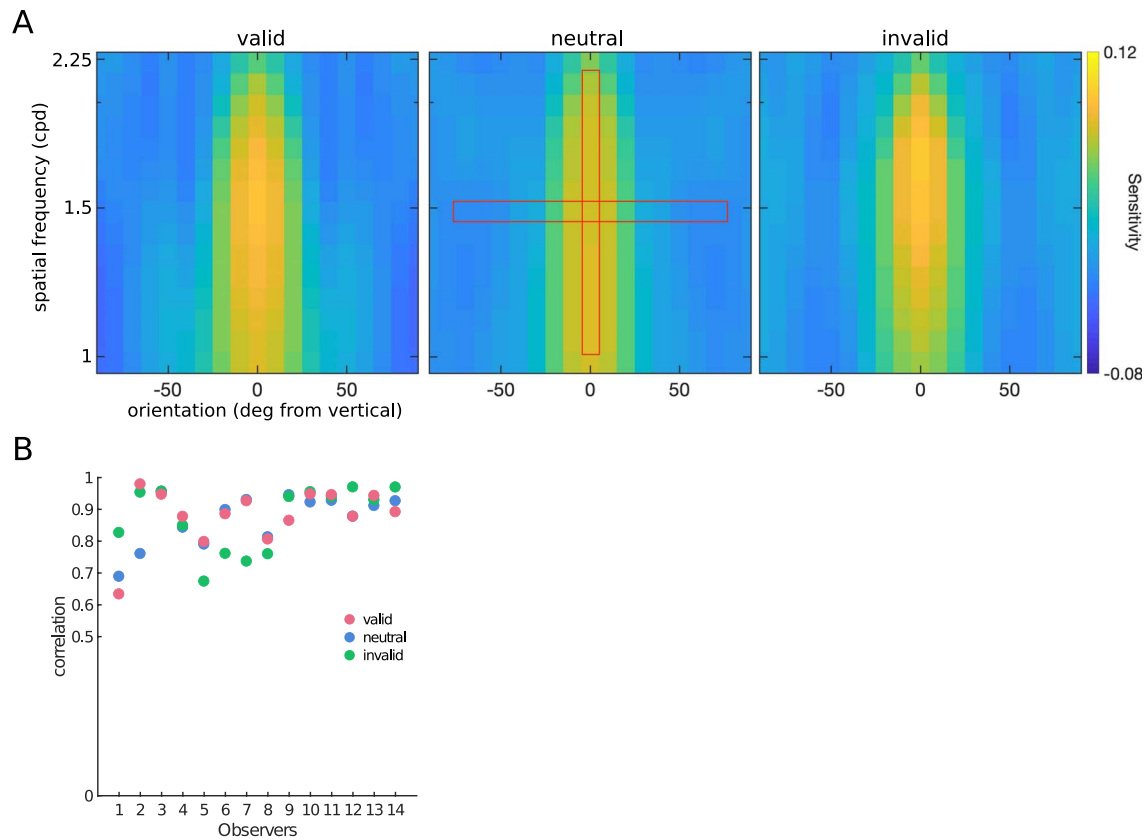 A
valid
neutral
invalid
2.25
1.5
1
spatial frequency (cpd)
-50 0 50
-50 0 50
-50 0 50
orientation (deg from vertical)
0.12
Sensitivity
-0.08
B
1
0.9
0.8
0.7
0.6
0.5
0
correlation
valid
neutral
invalid
1 2 3 4 5 6 7 8 9 10 11 12 13 14
Observers